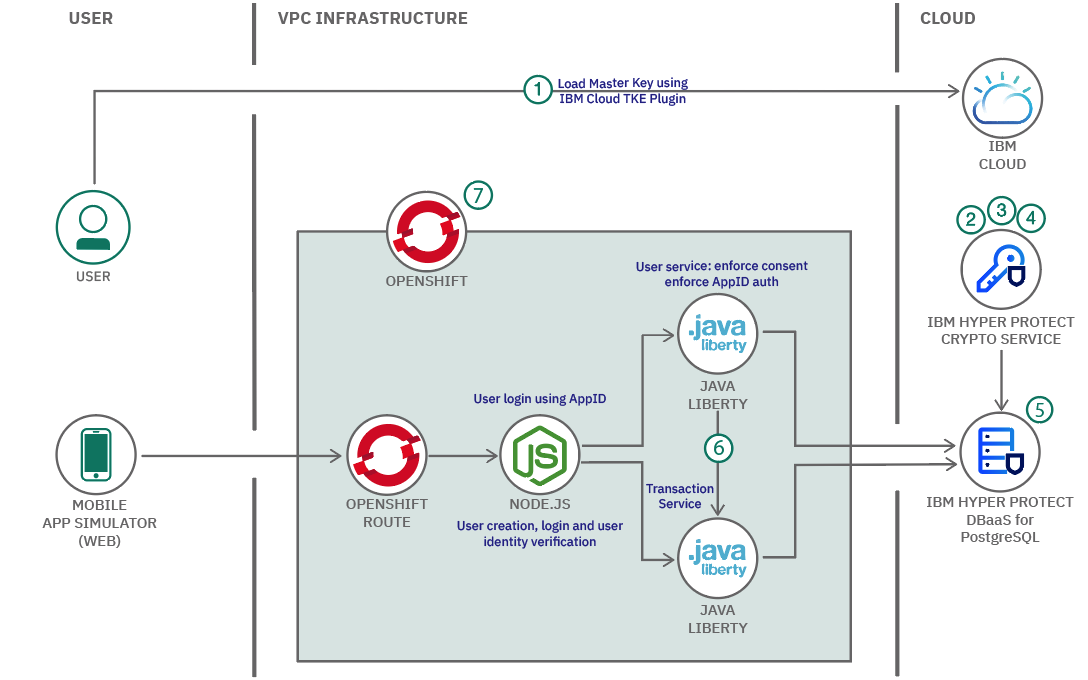 USER
VPC INFRASTRUCTURE
CLOUD
1
Load Master Key using
IBM Cloud TKE Plugin
IBM
CLOUD
USER
7
OPENSHIFT
2
3
4
IBM HYPER PROTECT
CRYPTO SERVICE
User service: enforce consent
enforce AppID auth
.java
liberty
JAVA
LIBERTY
User login using AppID
JS
NODE.JS
User creation, login and user
identity verification
OPENSHIFT
ROUTE
MOBILE
APP SIMULATOR
(WEB)
6
Transaction
Service
.java
liberty
JAVA
LIBERTY
5
IBM HYPER PROTECT
DBaaS for
PostgreSQL